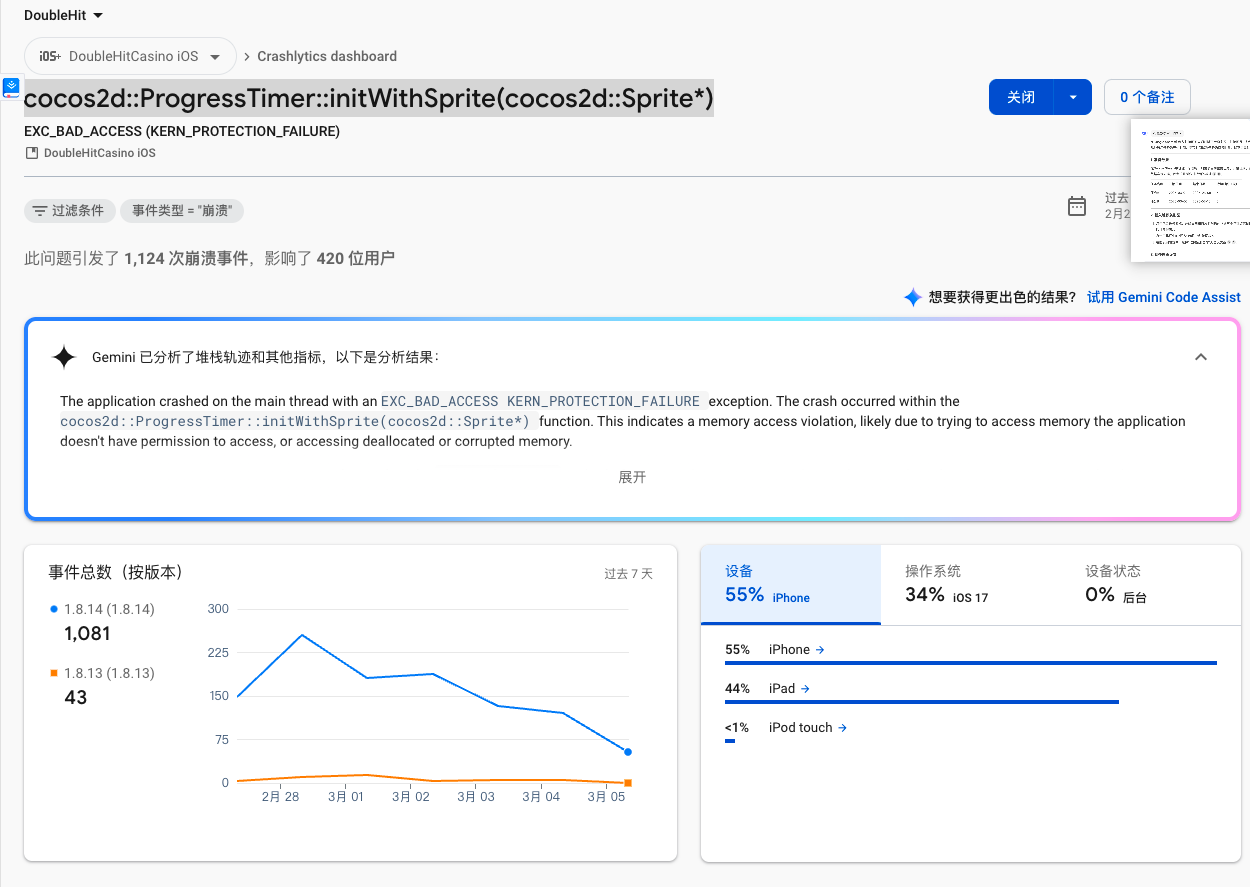 DoubleHit
iOS+ DoubleHitCasino iOS > Crashlytics dashboard
cocos2d::ProgressTimer::initWithSprite(cocos2d::Sprite*)
关闭
0 个备注
EXC_BAD_ACCESS (KERN_PROTECTION_FAILURE)
DoubleHitCasino iOS
过滤条件
事件类型 = "崩溃"
过去
2月2
此问题引发了 1,124 次崩溃事件，影响了 420 位用户
想要获得更出色的结果？ 试用 Gemini Code Assist
Gemini 已分析了堆栈轨迹和其他指标，以下是分析结果：
The application crashed on the main thread with an EXC_BAD_ACCESS KERN_PROTECTION_FAILURE exception. The crash occurred within the
cocos2d::ProgressTimer::initWithSprite(cocos2d::Sprite*) function. This indicates a memory access violation, likely due to trying to access memory the application
doesn't have permission to access, or accessing deallocated or corrupted memory.
展开
事件总数（按版本）
过去 7 天
1.8.14 (1.8.14)
1,081
1.8.13 (1.8.13)
43
300
225
150
75
0
2月 28
3月 01
3月 02
3月 03
3月 04
3月 05
设备
55% iPhone
操作系统
34% iOS 17
设备状态
0% 后台
55% iPhone
44% iPad
<1% iPod touch